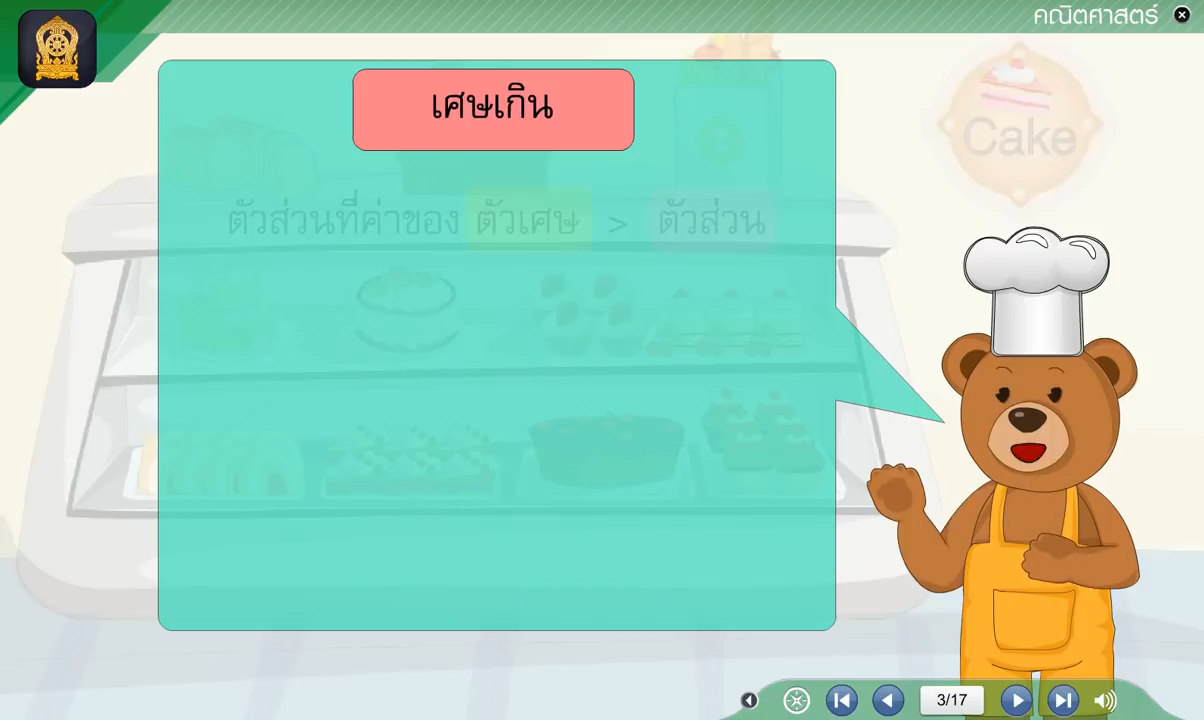 คณิตศาสตร์
เศษเกิน
Cake
ตัวส่วนที่ค่าของ ตัวเศษ > ตัวส่วน
3/17